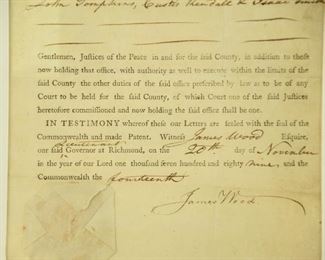 John Tompkins, Custis Kendall & Isaac Smith
Gentlemen, Justices of the Peace in and for the said County, in addition to these
now holding that office, with authority as well to execute within the limits of the
said County the other duties of the said office prescribed by law as to be of any
Court to be held for the said County, of which Court one of the said Justices
heretofore commissioned and now holding the said office shall be one.
IN TESTIMONY whereof these our Letters are sealed with the seal of the
Commonwealth and made Patent. Witness James Wood Esquire,
Lieutenant
our said Governor at Richmond, on the 20th day of November
in the year of our Lord one thousand seven hundred and eighty nine and the
Commonwealth the fourteenth
James Wood